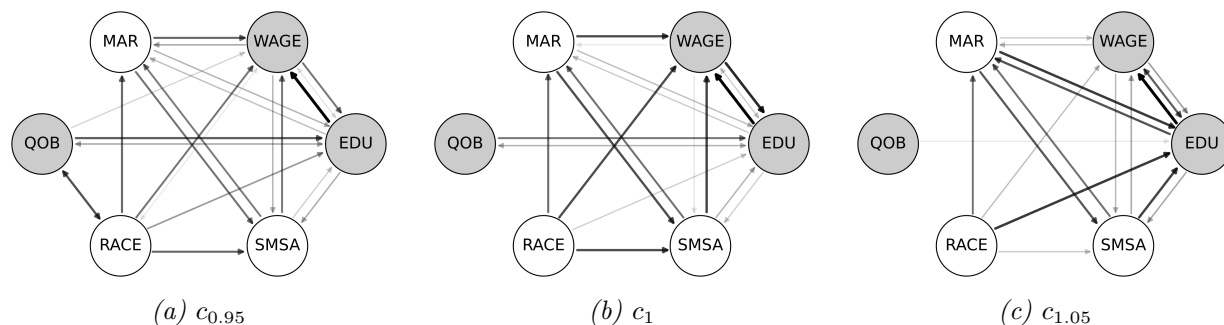 MAR WAGE MAR WAGE MAR WAGE
QOB EDU QOB EDU QOB EDU
RACE SMSA RACE SMSA RACE SMSA
(a) c0.95 (b) c1 (c) c1.05